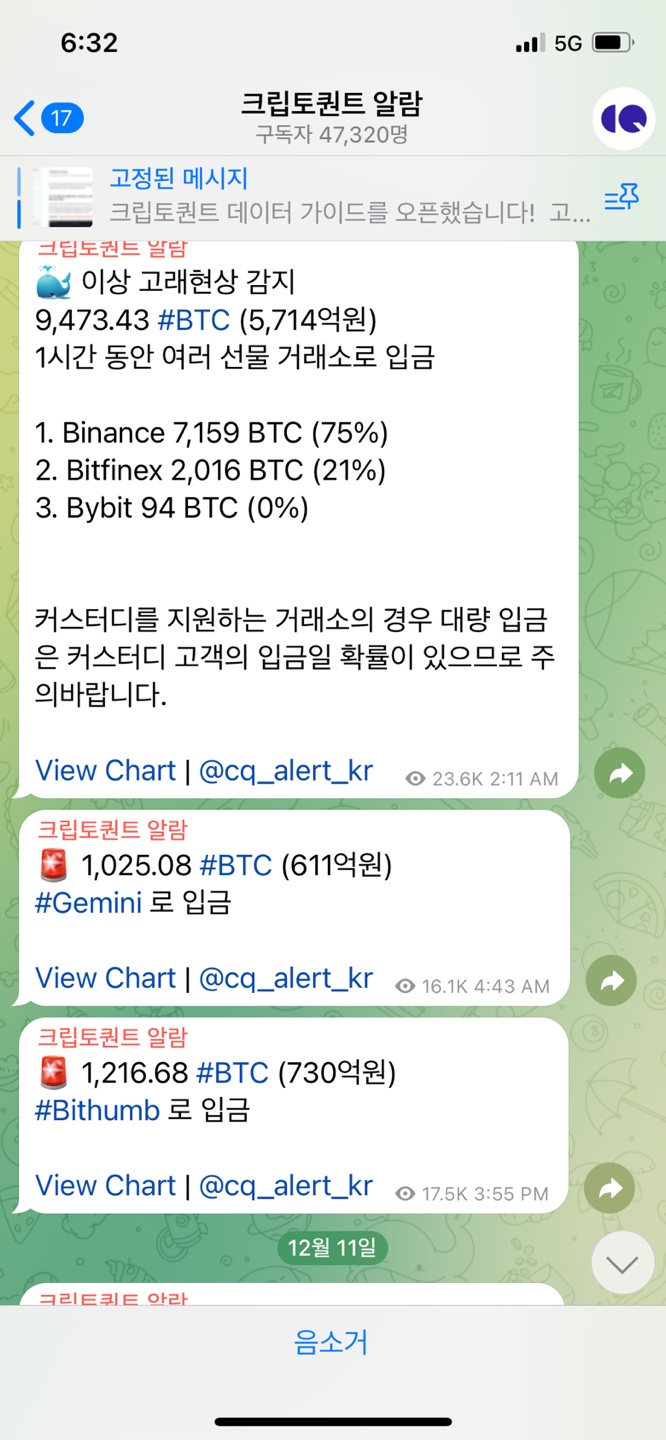 6:32
5G
17
크립토퀀트 알람
구독자 47,320명
고정된 메시지
크립토퀀트 데이터 가이드를 오픈했습니다! 고...
크립토퀀트 알람
🐳 이상 고래현상 감지
9,473.43 #BTC (5,714억원)
1시간 동안 여러 선물 거래소로 입금
1. Binance 7,159 BTC (75%)
2. Bitfinex 2,016 BTC (21%)
3. Bybit 94 BTC (0%)
커스터디를 지원하는 거래소의 경우 대량 입금
은 커스터디 고객의 입금일 확률이 있으므로 주
의바랍니다.
View Chart | @cq_alert_kr 23.6K 2:11 AM
크립토퀀트 알람
🚨 1,025.08 #BTC (611억원)
#Gemini 로 입금
View Chart | @cq_alert_kr 16.1K 4:43 AM
크립토퀀트 알람
🚨 1,216.68 #BTC (730억원)
#Bithumb 로 입금
View Chart | @cq_alert_kr 17.5K 3:55 PM
12월 11일
크립토퀀트 알람
음소거